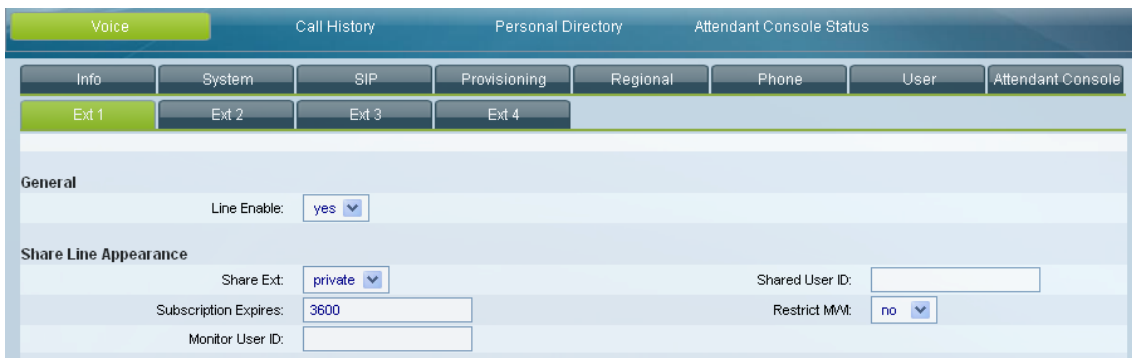 Voice Call History Personal Directory Attendant Console Status
Info System SIP Provisioning Regional Phone User Attendant Console
Ext 1 Ext 2 Ext 3 Ext 4
General
Line Enable: yes
Share Line Appearance
Share Ext: private Shared User ID:
Subscription Expires: 3600 Restrict MWI: no
Monitor User ID: